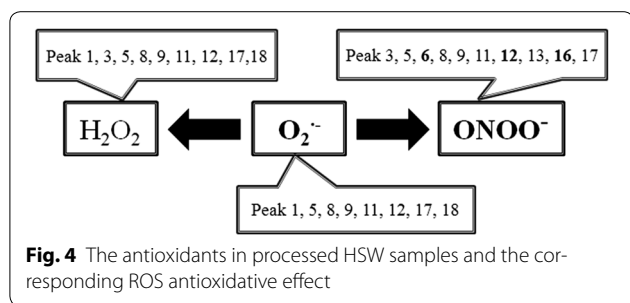 Peak 1, 3, 5, 8, 9, 11, 12, 17,18
Peak 3, 5, 6, 8, 9, 11, 12, 13, 16, 17
H₂O₂
O₂·-
ONOO⁻
Peak 1, 5, 8, 9, 11, 12, 17, 18
Fig. 4 The antioxidants in processed HSW samples and the cor-
responding ROS antioxidative effect